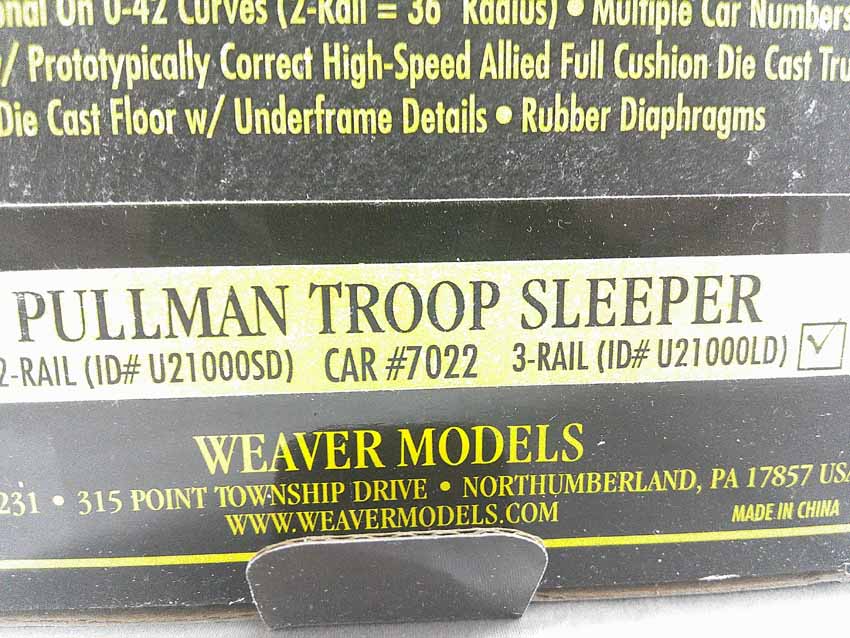 onal On O-42 Curves (2-Rail = 36" Radius) • Multiple Car Numbers
w/ Prototypically Correct High-Speed Allied Full Cushion Die Cast Tru
Die Cast Floor w/ Underframe Details • Rubber Diaphragms
PULLMAN TROOP SLEEPER
2-RAIL (ID# U21000SD) CAR #7022 3-RAIL (ID# U21000LD)
WEAVER MODELS
231 • 315 POINT TOWNSHIP DRIVE • NORTHUMBERLAND, PA 17857 USA
WWW.WEAVERMODELS.COM
MADE IN CHINA